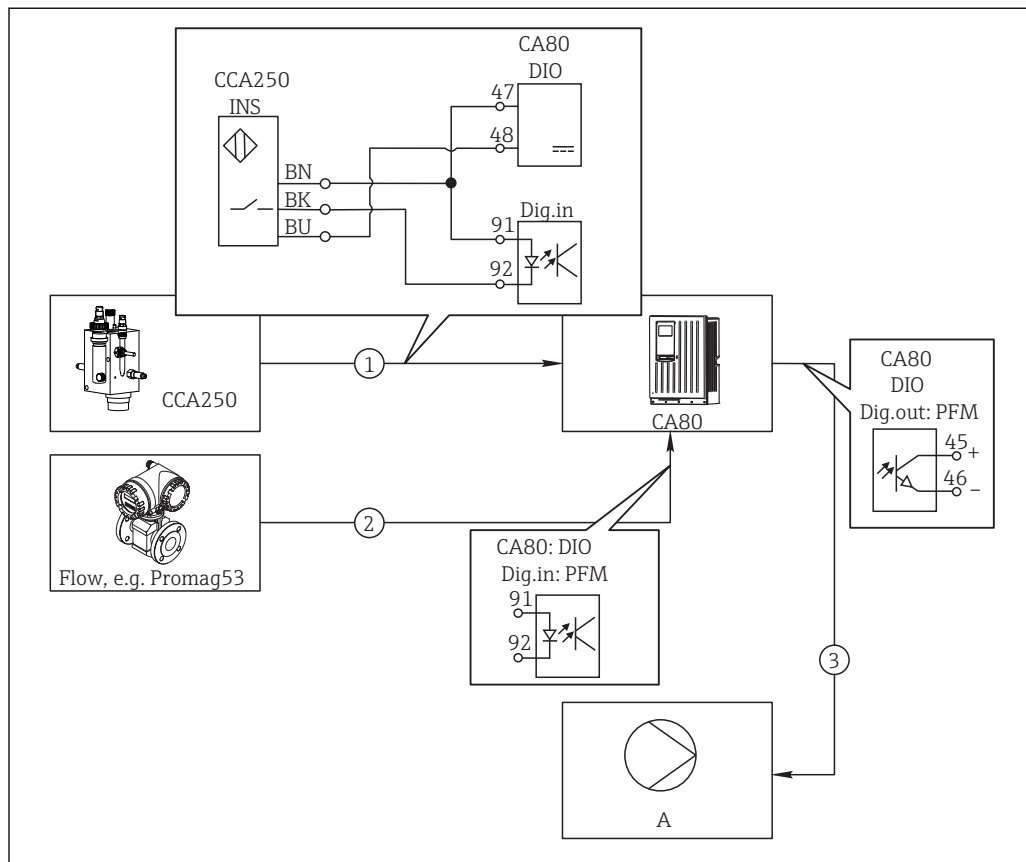 CA80
DIO
CCA250
INS
47
48
BN
BK
BU
Dig.in
91
92
CCA250
1
CA80
CA80
DIO
Dig.out: PFM
45
+
46
−
Flow, e.g. Promag53
2
CA80: DIO
Dig.in: PFM
91
92
3
A